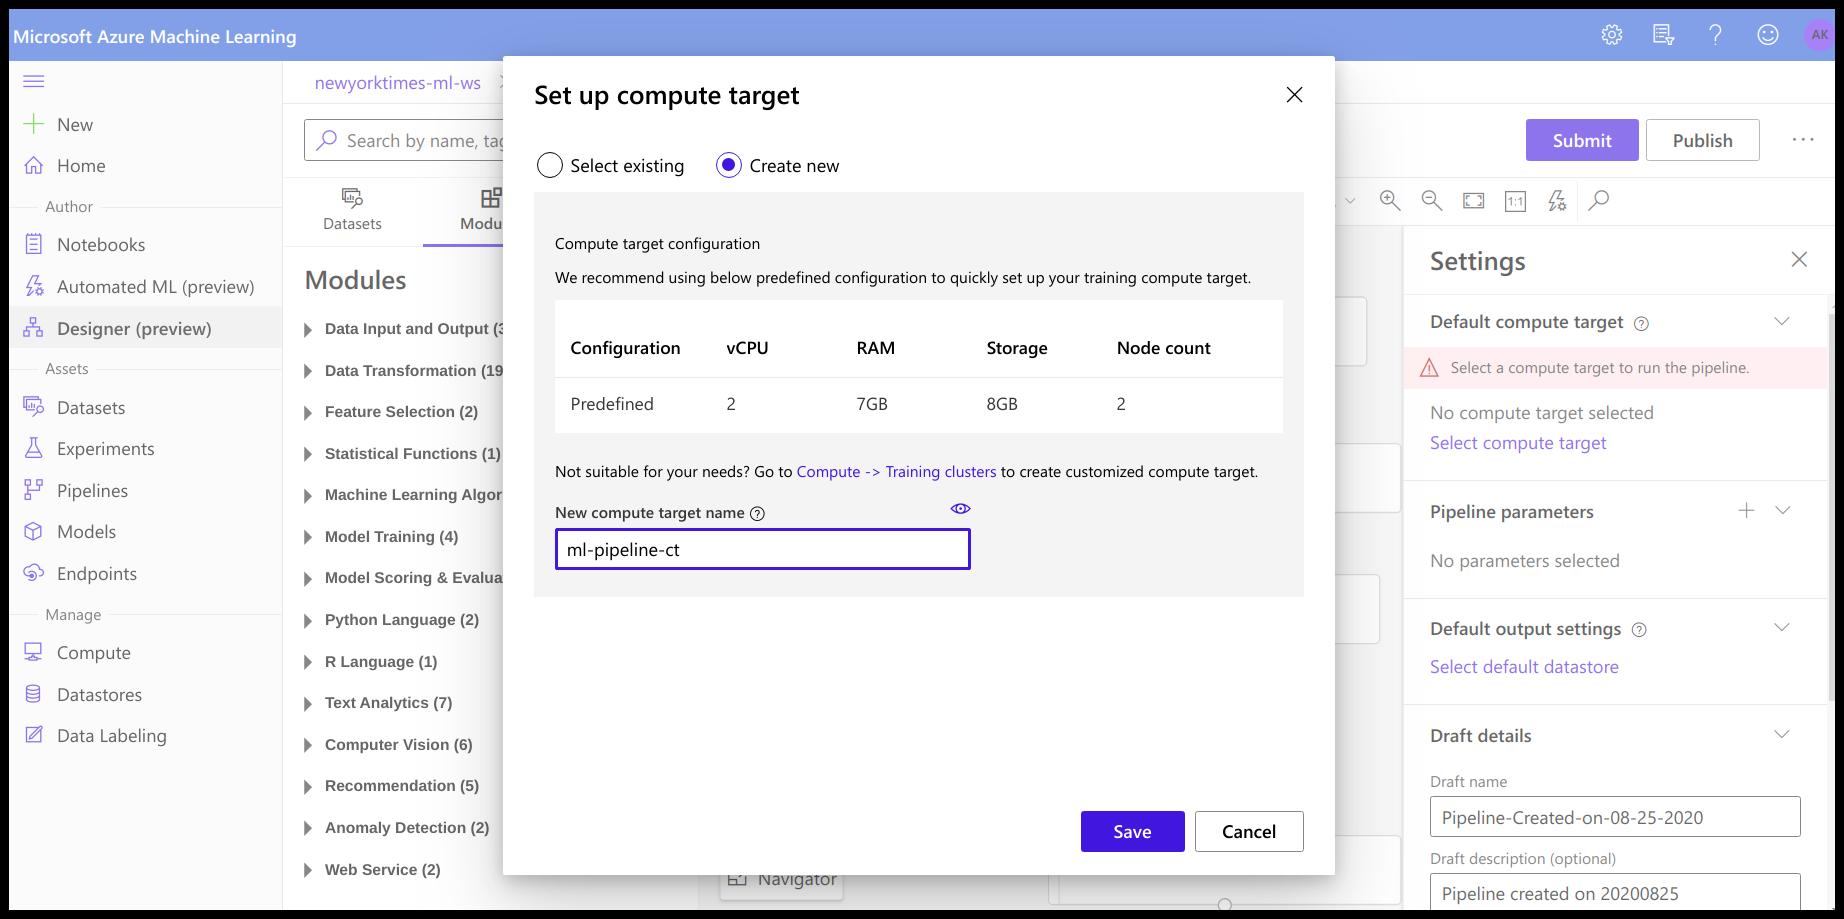 Microsoft Azure Machine Learning
AK
New
Home
Author
Notebooks
Automated ML (preview)
Designer (preview)
Assets
Datasets
Experiments
Pipelines
Models
Endpoints
Manage
Compute
Datastores
Data Labeling
newyorktimes-ml-ws
Search by name, tag
Datasets
Modu
Modules
Data Input and Output (3
Data Transformation (19
Feature Selection (2)
Statistical Functions (1)
Machine Learning Algor
Model Training (4)
Model Scoring & Evalua
Python Language (2)
R Language (1)
Text Analytics (7)
Computer Vision (6)
Recommendation (5)
Anomaly Detection (2)
Web Service (2)
Set up compute target
Select existing
Create new
Compute target configuration
We recommend using below predefined configuration to quickly set up your training compute target.
Configuration vCPU RAM Storage Node count
Predefined 2 7GB 8GB 2
Not suitable for your needs? Go to Compute -> Training clusters to create customized compute target.
New compute target name
ml-pipeline-ct
Save
Cancel
Navigator
Submit
Publish
1:1
Settings
Default compute target
Select a compute target to run the pipeline.
No compute target selected
Select compute target
Pipeline parameters
No parameters selected
Default output settings
Select default datastore
Draft details
Draft name
Pipeline-Created-on-08-25-2020
Draft description (optional)
Pipeline created on 20200825